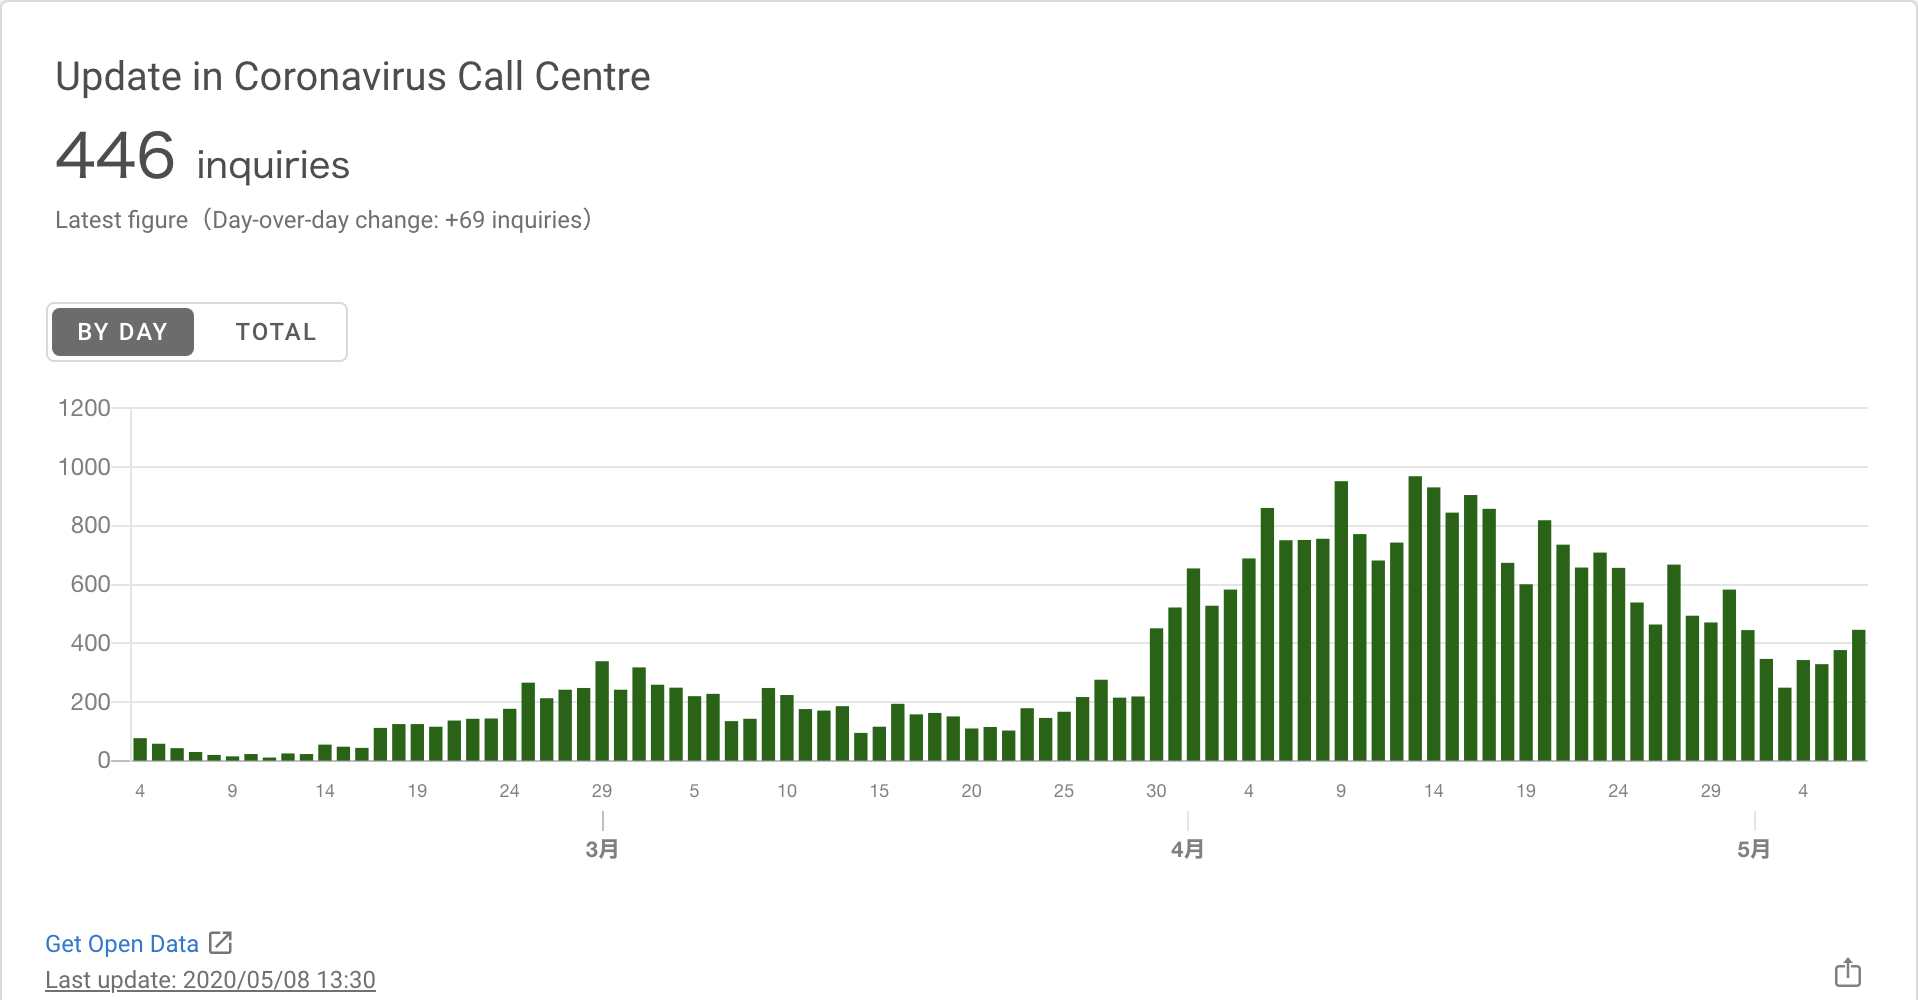 Update in Coronavirus Call Centre
446 inquiries
Latest figure（Day-over-day change: +69 inquiries）
BY DAY TOTAL
1200
1000
800
600
400
200
0
4 9 14 19 24 29 5 10 15 20 25 30 4 9 14 19 24 29 4
3月 4月 5月
Get Open Data
Last update: 2020/05/08 13:30